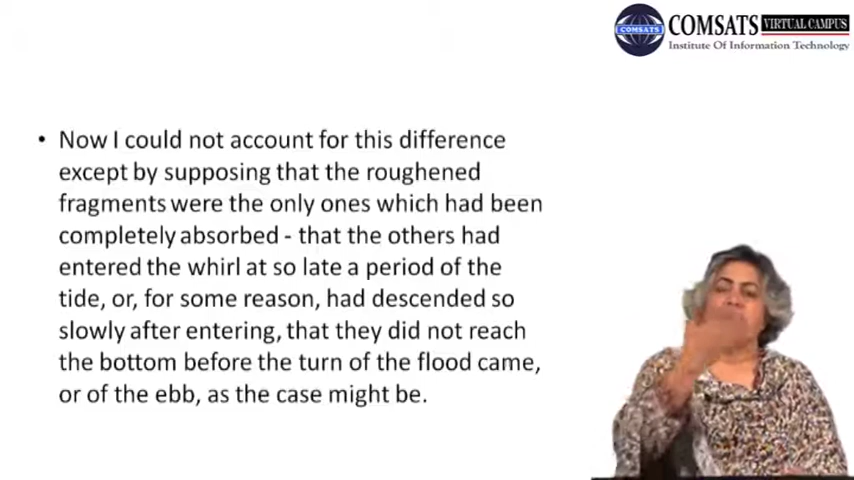 COMSATS VIRTUAL CAMPUS
COMSATS
Institute Of Information Technology
• Now I could not account for this difference
except by supposing that the roughened
fragments were the only ones which had been
completely absorbed - that the others had
entered the whirl at so late a period of the
tide, or, for some reason, had descended so
slowly after entering, that they did not reach
the bottom before the turn of the flood came,
or of the ebb, as the case might be.